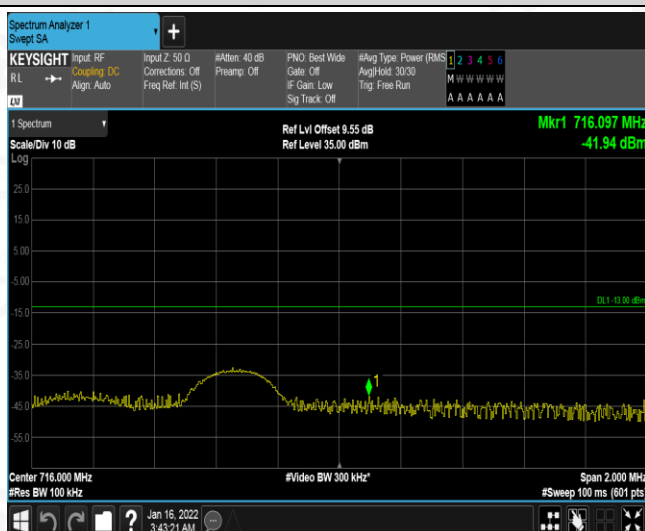 Spectrum Analyzer 1
Swept SA
+
KEYSIGHT Input: RF Input Z: 50 Ω #Atten: 40 dB PNO: Best Wide #Avg Type: Power (RMS 1 2 3 4 5 6
RL Coupling: DC Corrections: Off Preamp: Off Gate: Off Avg|Hold: 30/30 M W W W W W
Align: Auto Freq Ref: Int (S) IF Gain: Low Trig: Free Run
LXI Sig Track: Off A A A A A A
1 Spectrum Ref Lvl Offset 9.55 dB Mkr1 716.097 MHz
Scale/Div 10 dB Ref Level 35.00 dBm -41.94 dBm
Log
25.0
15.0
5.00
-5.00
DL1 -13.00 dBm
-15.0
-25.0
-35.0
1
-45.0
-55.0
Center 716.000 MHz #Video BW 300 kHz* Span 2.000 MHz
#Res BW 100 kHz #Sweep 100 ms (601 pts)
? Jan 16, 2022
3:43:21 AM